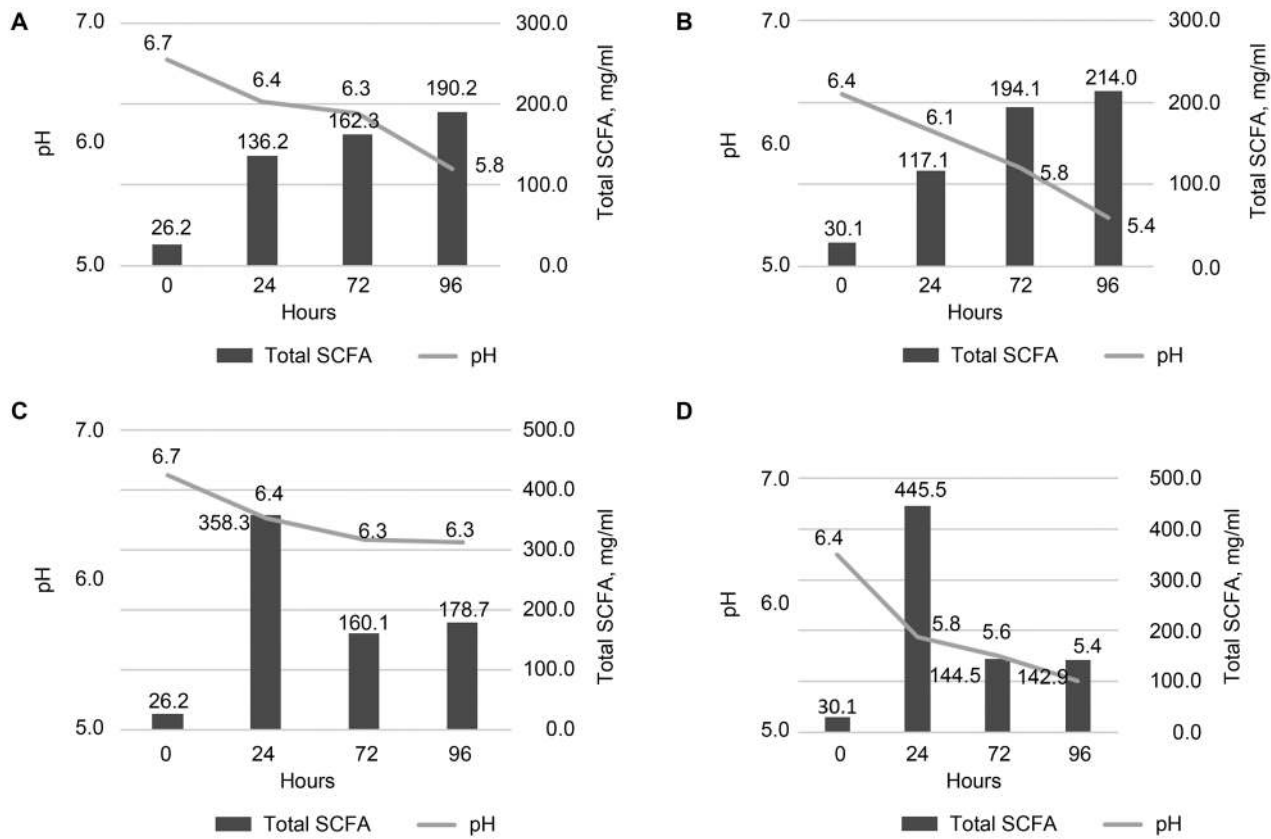 A
7.0
6.0
5.0
pH
6.7
6.4
6.3
5.8
26.2
136.2
162.3
190.2
300.0
200.0
100.0
0.0
Total SCFA, mg/ml
0 24 72 96
Hours
Total SCFA pH
B
7.0
6.0
5.0
pH
6.4
6.1
5.8
5.4
30.1
117.1
194.1
214.0
300.0
200.0
100.0
0.0
Total SCFA, mg/ml
0 24 72 96
Hours
Total SCFA pH
C
7.0
6.0
5.0
pH
6.7
6.4
6.3
6.3
26.2
358.3
160.1
178.7
500.0
400.0
300.0
200.0
100.0
0.0
Total SCFA, mg/ml
0 24 72 96
Hours
Total SCFA pH
D
7.0
6.0
5.0
pH
6.4
5.8
5.6
5.4
30.1
445.5
144.5
142.9
500.0
400.0
300.0
200.0
100.0
0.0
Total SCFA, mg/ml
0 24 72 96
Hours
Total SCFA pH